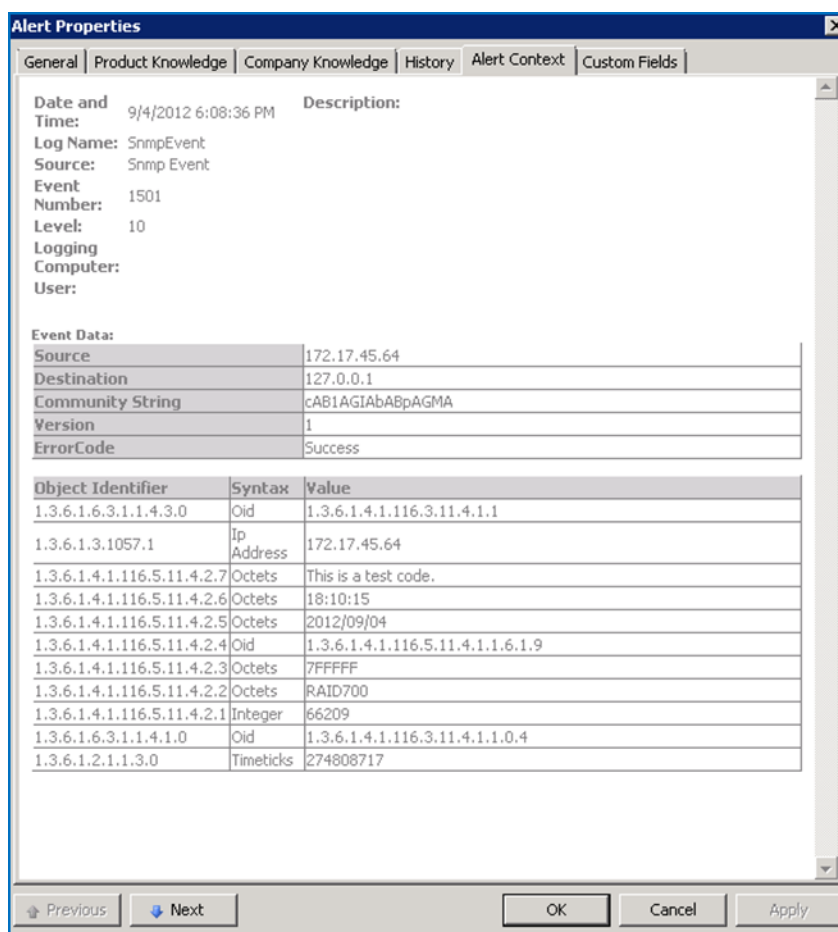 Alert Properties
General Product Knowledge Company Knowledge History Alert Context Custom Fields
Date and Time: 9/4/2012 6:08:36 PM Description:
Log Name: SnmpEvent
Source: Snmp Event
Event Number: 1501
Level: 10
Logging Computer:
User:
Event Data:
Source 172.17.45.64
Destination 127.0.0.1
Community String cAB1AGIAbABpAGMA
Version 1
ErrorCode Success
Object Identifier Syntax Value
1.3.6.1.6.3.1.1.4.3.0 Oid 1.3.6.1.4.1.116.3.11.4.1.1
1.3.6.1.3.1057.1 Ip Address 172.17.45.64
1.3.6.1.4.1.116.5.11.4.2.7 Octets This is a test code.
1.3.6.1.4.1.116.5.11.4.2.6 Octets 18:10:15
1.3.6.1.4.1.116.5.11.4.2.5 Octets 2012/09/04
1.3.6.1.4.1.116.5.11.4.2.4 Oid 1.3.6.1.4.1.116.5.11.4.1.1.6.1.9
1.3.6.1.4.1.116.5.11.4.2.3 Octets 7FFFFF
1.3.6.1.4.1.116.5.11.4.2.2 Octets RAID700
1.3.6.1.4.1.116.5.11.4.2.1 Integer 66209
1.3.6.1.6.3.1.1.4.1.0 Oid 1.3.6.1.4.1.116.3.11.4.1.1.0.4
1.3.6.1.2.1.1.3.0 Timeticks 274808717
Previous Next OK Cancel Apply